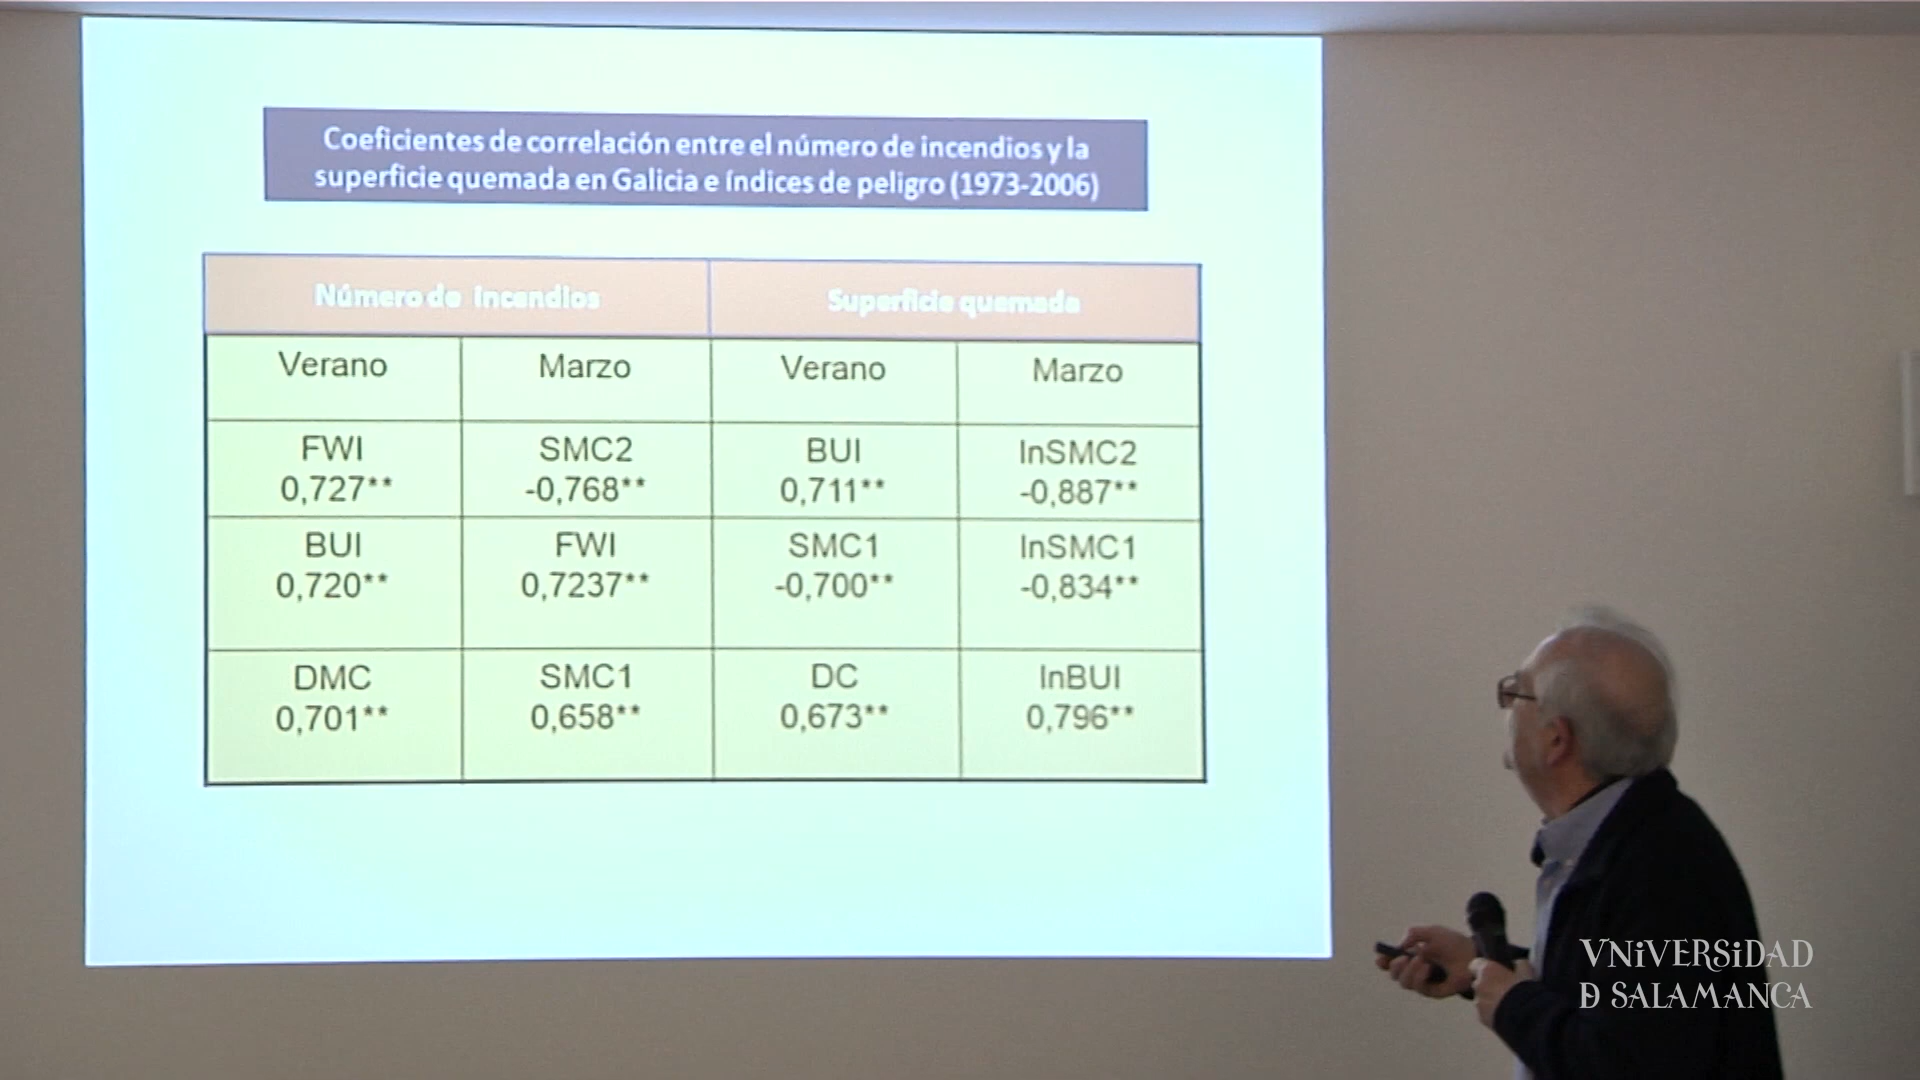 Coeficientes de correlación entre el número de incendios y la
superficie quemada en Galicia e índices de peligro (1973-2006)
Número de Incendios
Superficie quemada
Verano
Marzo
Verano
Marzo
FWI
0,727**
SMC2
-0,768**
BUI
0,711**
lnSMC2
-0,887**
BUI
0,720**
FWI
0,7237**
SMC1
-0,700**
lnSMC1
-0,834**
DMC
0,701**
SMC1
0,658**
DC
0,673**
lnBUI
0,796**
VNiVERSiDAD
Ð SALAMANCA